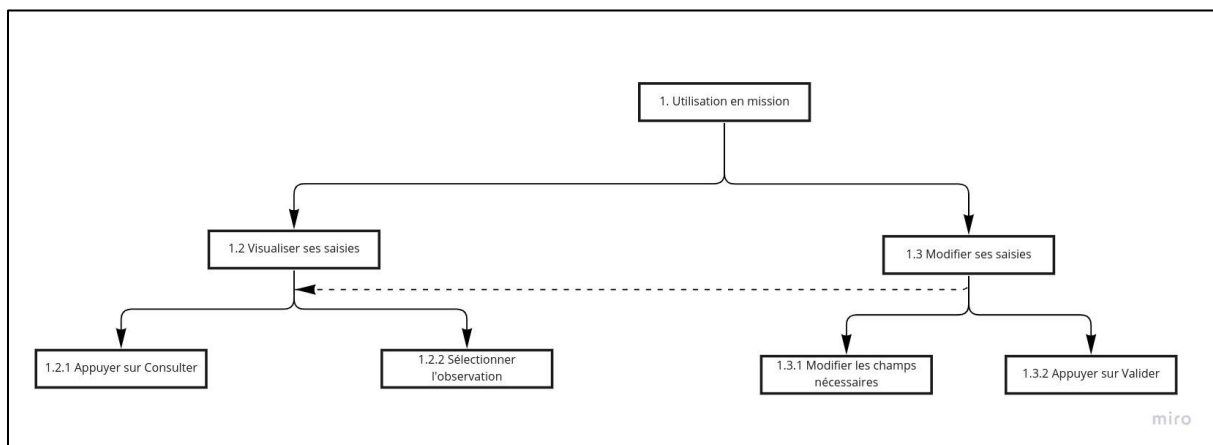 1. Utilisation en mission
1.2 Visualiser ses saisies
1.3 Modifier ses saisies
1.2.1 Appuyer sur Consulter
1.2.2 Sélectionner
l'observation
1.3.1 Modifier les champs
nécessaires
1.3.2 Appuyer sur Valider
miro